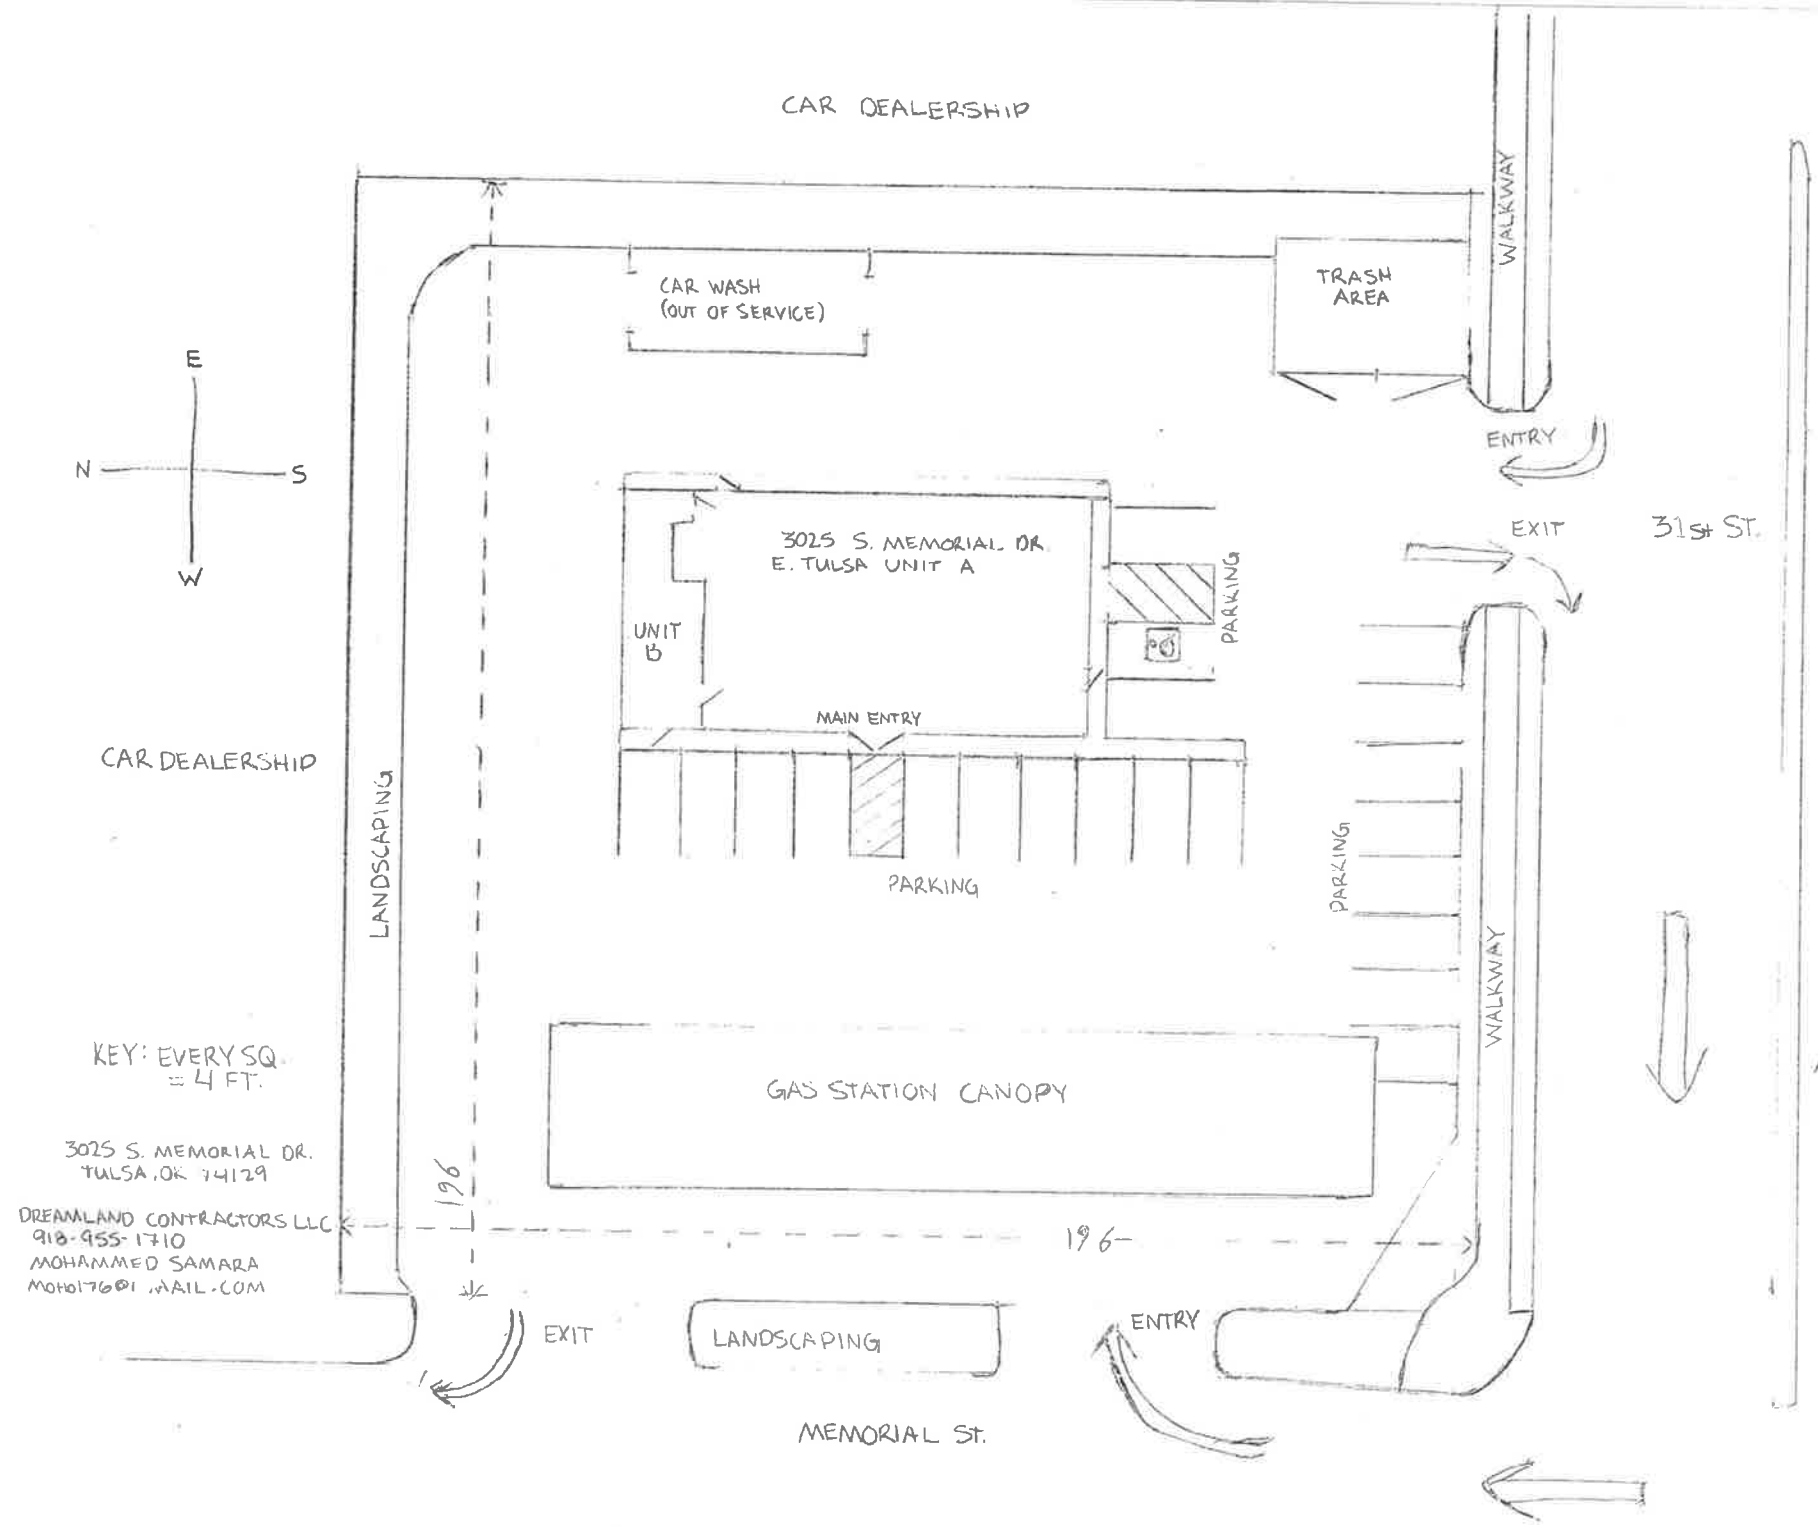 CAR DEALERSHIP
WALKWAY
CAR WASH
(OUT OF SERVICE)
TRASH
AREA
E
N
S
W
ENTRY
EXIT
31st ST.
3025 S. MEMORIAL DR
E. TULSA UNIT A
PARKING
UNIT
B
MAIN ENTRY
CAR DEALERSHIP
LANDSCAPING
PARKING
PARKING
WALKWAY
KEY: EVERY SQ.
= 4 FT.
GAS STATION CANOPY
3025 S. MEMORIAL DR.
TULSA, OK 74129
196
DREAMLAND CONTRACTORS LLC
918-955-1710
MOHAMMED SAMARA
196-
EXIT
LANDSCAPING
ENTRY
MEMORIAL ST.